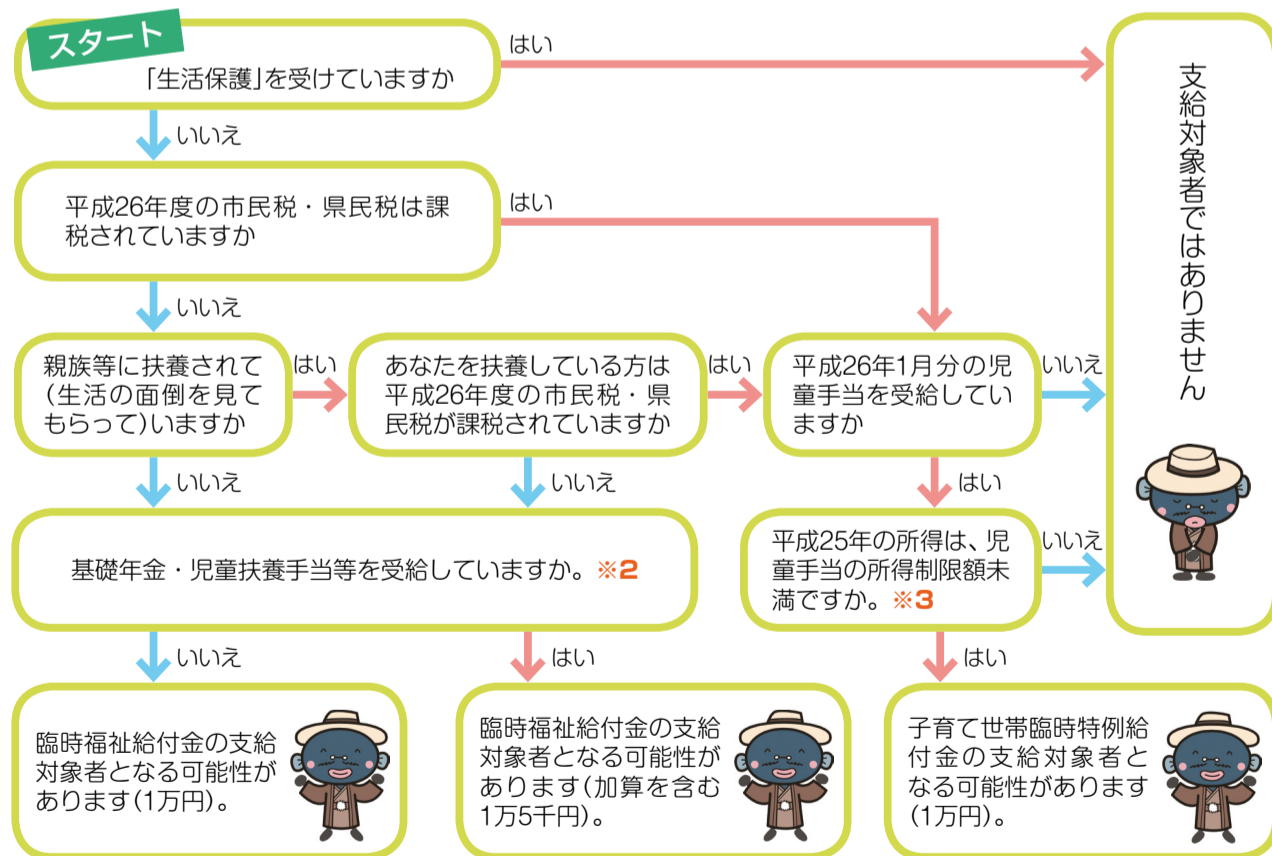 スタート
「生活保護」を受けていますか
はい
いいえ
平成26年度の市民税・県民税は課
税されていますか
はい
いいえ
親族等に扶養されて
(生活の面倒を見て
もらって)いますか
はい
あなたを扶養している方は
平成26年度の市民税・県
民税が課税されていますか
はい
平成26年1月分の児
童手当を受給してい
ますか
いいえ
支給対象者ではありません
いいえ
いいえ
はい
基礎年金・児童扶養手当等を受給していますか。※2
平成25年の所得は、児
童手当の所得制限額未
満ですか。※3
いいえ
いいえ
はい
はい
臨時福祉給付金の支給
対象者となる可能性が
あります(1万円)。
臨時福祉給付金の支給
対象者となる可能性が
あります(加算を含む
1万5千円)。
子育て世帯臨時特例給
付金の支給対象者と
なる可能性があります
(1万円)。